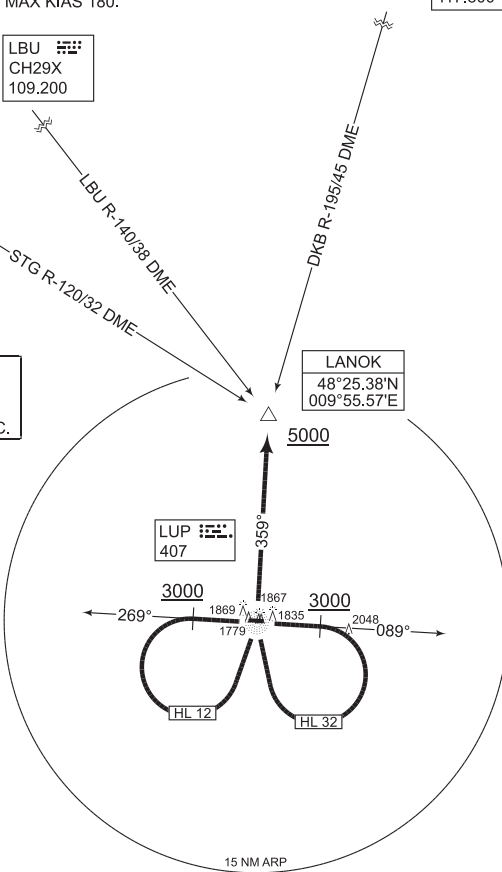 MAX KIAS 180.
LBU
CH29X
109.200
LBU R-140/38 DME
DKB R-195/45 DME
STG R-120/32 DME
C.
LANOK
48°25.38'N
009°55.57'E
5000
359°
LUP
407
3000
1867
3000
1869
1835
2048
269°
1779
089°
HL 12
HL 32
15 NM ARP